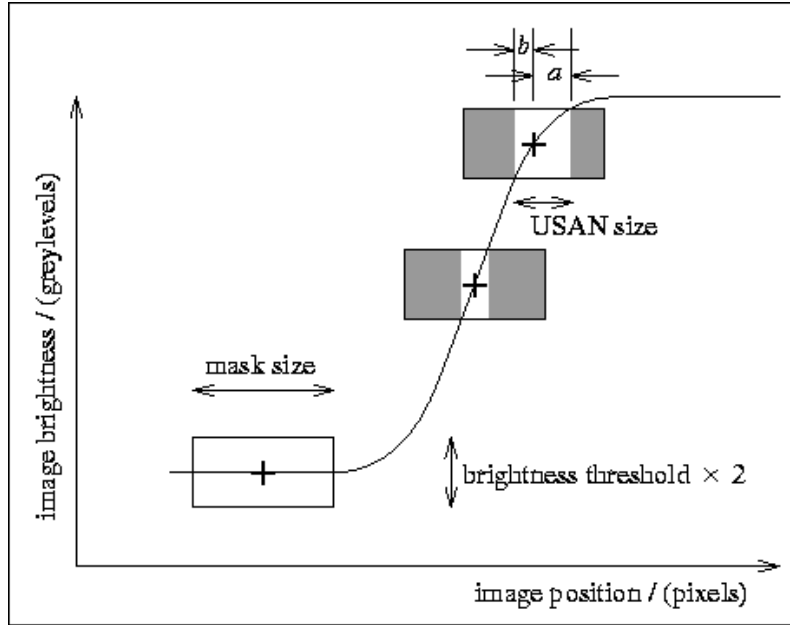 b
a
USAN size
mask size
brightness threshold × 2
image brightness / (greylevels)
image position / (pixels)